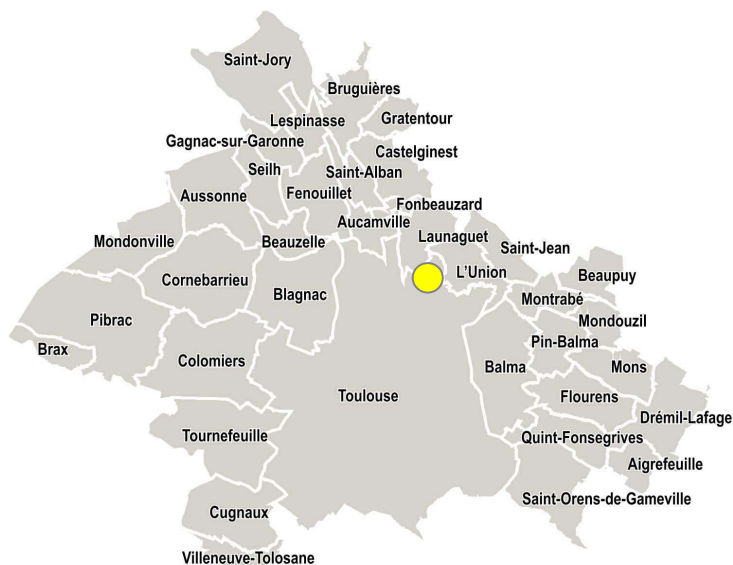 Saint-Jory
Bruguières
Lespinasse
Gratentour
Gagnac-sur-Garonne
Castelginest
Seilh
Saint-Alban
Fenouillet
Aussonne
Fonbeauzard
Aucamville
Launaguet
Mondonville
Beauzelle
Saint-Jean
L'Union
Beaupuy
Cornebarrieu
Blagnac
Montrabé
Pibrac
Mondouzil
Pin-Balma
Brax
Colomiers
Balma
Mons
Toulouse
Flourens
Drémil-Lafage
Tournefeuille
Quint-Fonsegrives
Aigrefeuille
Saint-Orens-de-Gameville
Cugnaux
Villeneuve-Tolosane